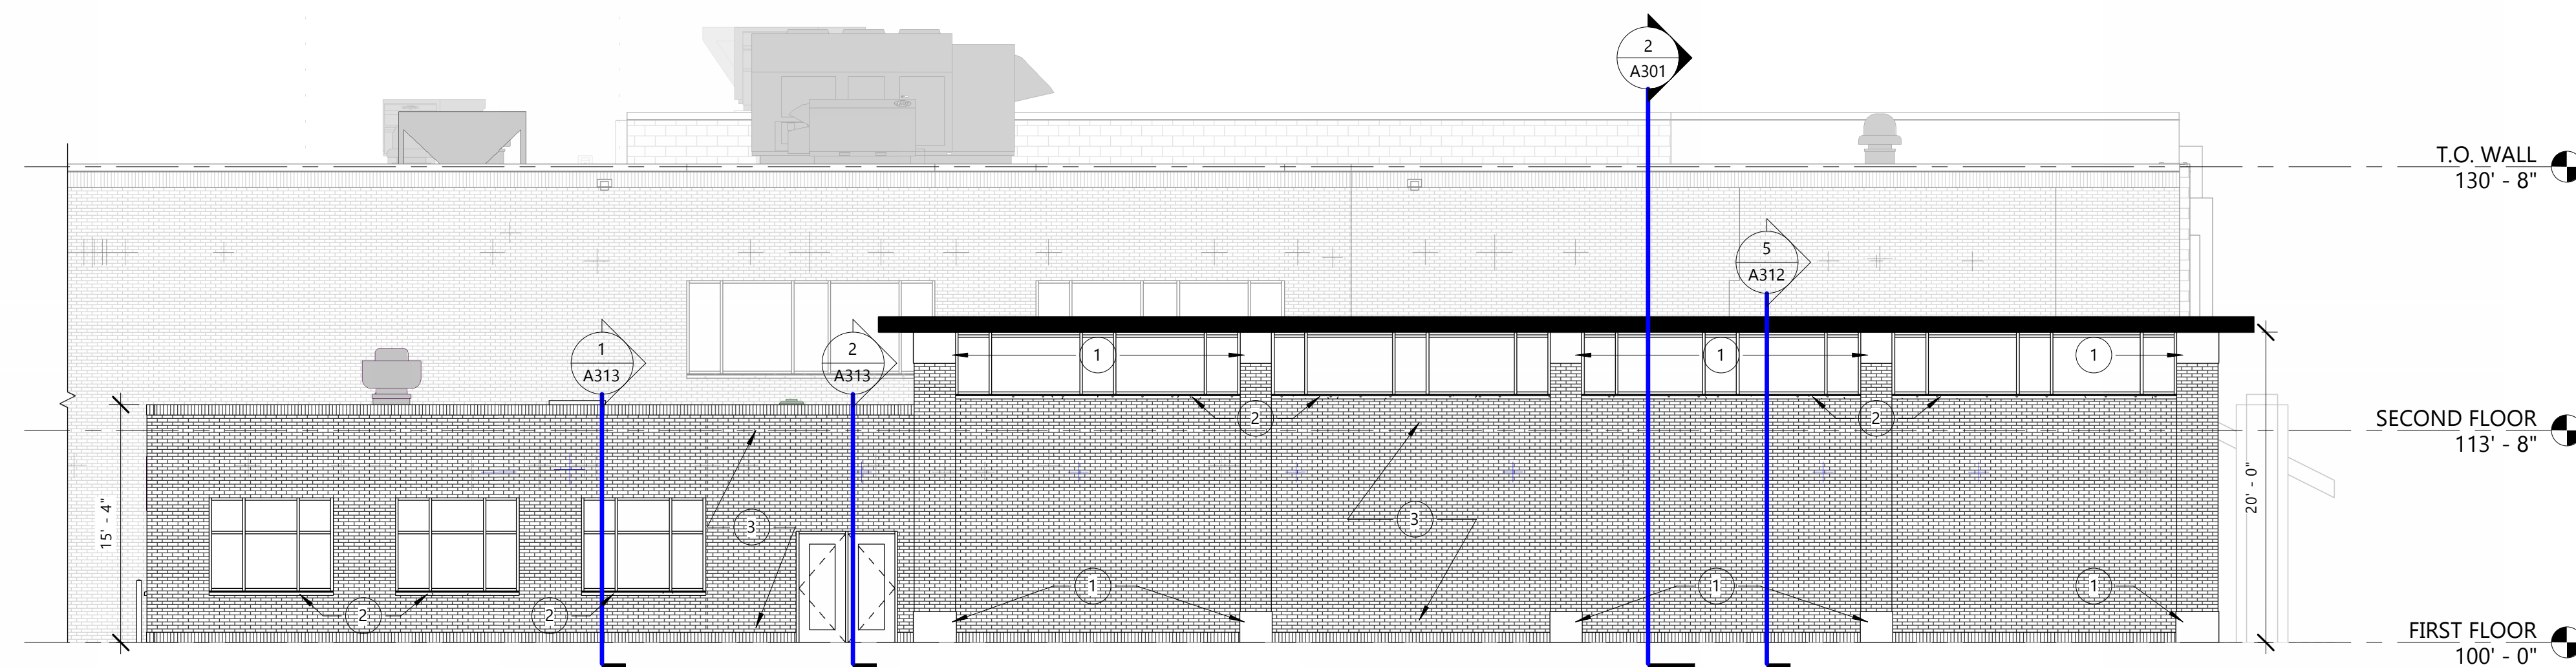 2
A301
T.O. WALL
130' - 8"
5
A312
1
A313
2
A313
1
1
1
2
2
SECOND FLOOR
113' - 8"
15' - 4"
20' - 0"
3
3
2
2
1
1
1
FIRST FLOOR
100' - 0"